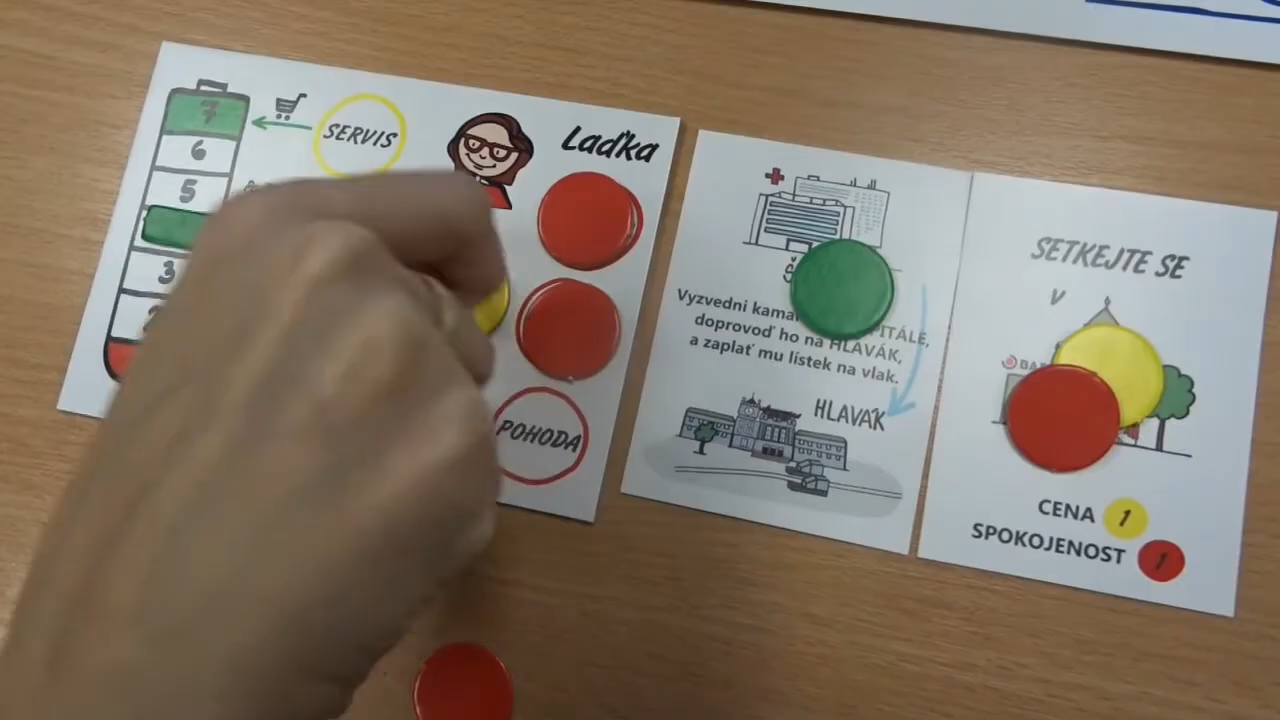 7
6
5
3
2
SERVIS
Laďka
POHODA
Vyzvedni
doprovoď ho na HLAVÁK,
a zaplať mu lístek na vlak.
HLAVÁK
SETKEJTE SE
V
CENA 1
SPOKOJENOST 1